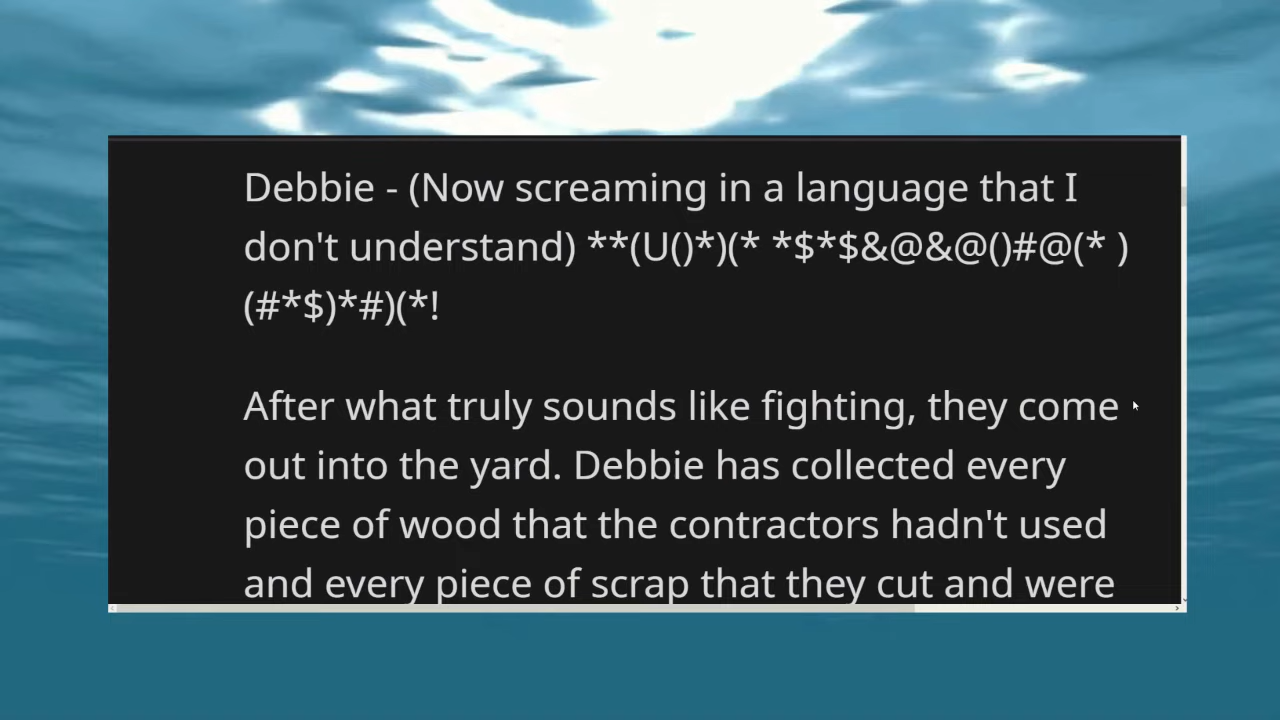 Debbie - (Now screaming in a language that I
don't understand) **(U()*)(* *$*$&@&@()#@(* )
(#*$)*#)(*!
After what truly sounds like fighting, they come
out into the yard. Debbie has collected every
piece of wood that the contractors hadn't used
and every piece of scrap that they cut and were